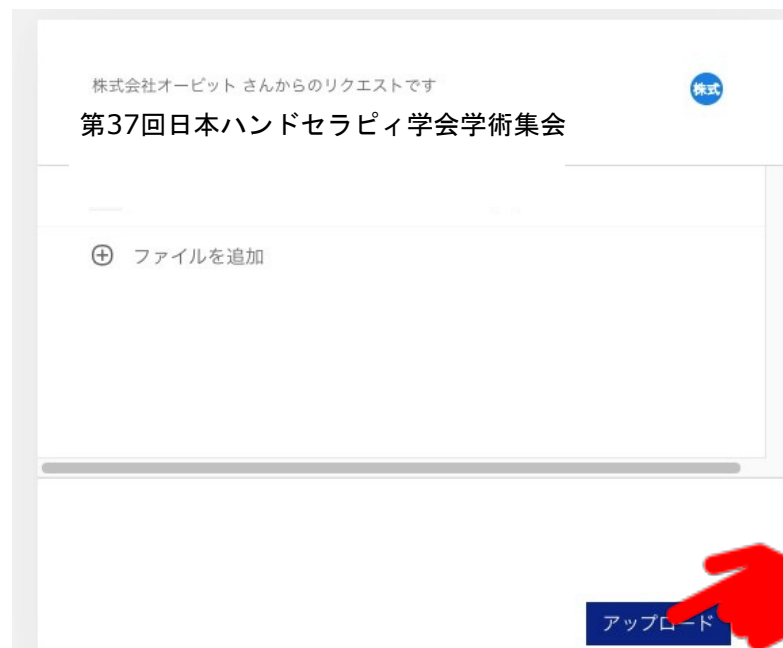 株式会社オービット さんからのリクエストです
株式
第37回日本ハンドセラピィ学会学術集会
ファイルを追加
アップロード